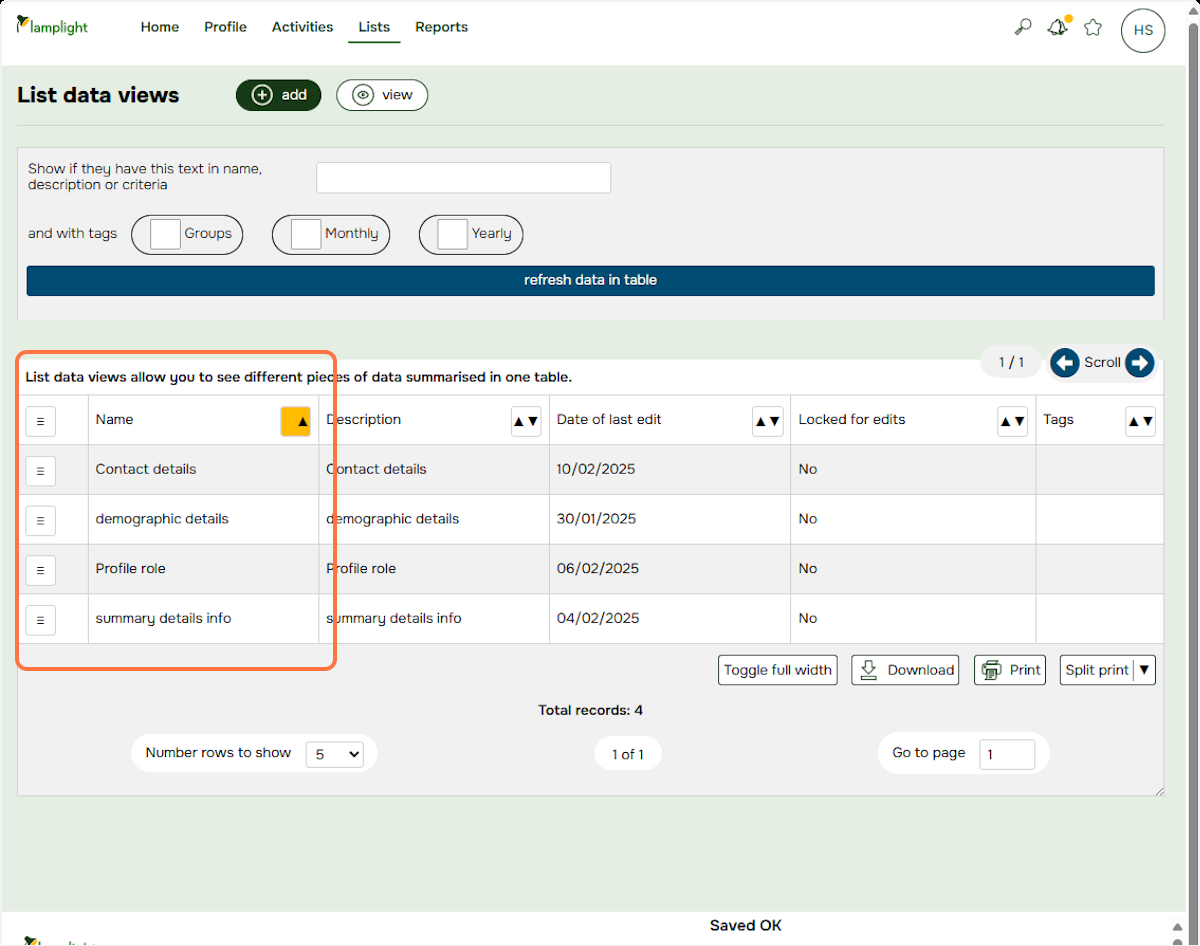 lamplight
Home Profile Activities Lists Reports
HS
List data views
add
view
Show if they have this text in name,
description or criteria
and with tags
Groups
Monthly
Yearly
refresh data in table
1 / 1
Scroll
List data views allow you to see different pieces of data summarised in one table.
Name Description Date of last edit Locked for edits Tags
Contact details Contact details 10/02/2025 No
demographic details demographic details 30/01/2025 No
Profile role Profile role 06/02/2025 No
summary details info summary details info 04/02/2025 No
Toggle full width Download Print Split print
Total records: 4
Number rows to show 5
1 of 1
Go to page 1
Saved OK